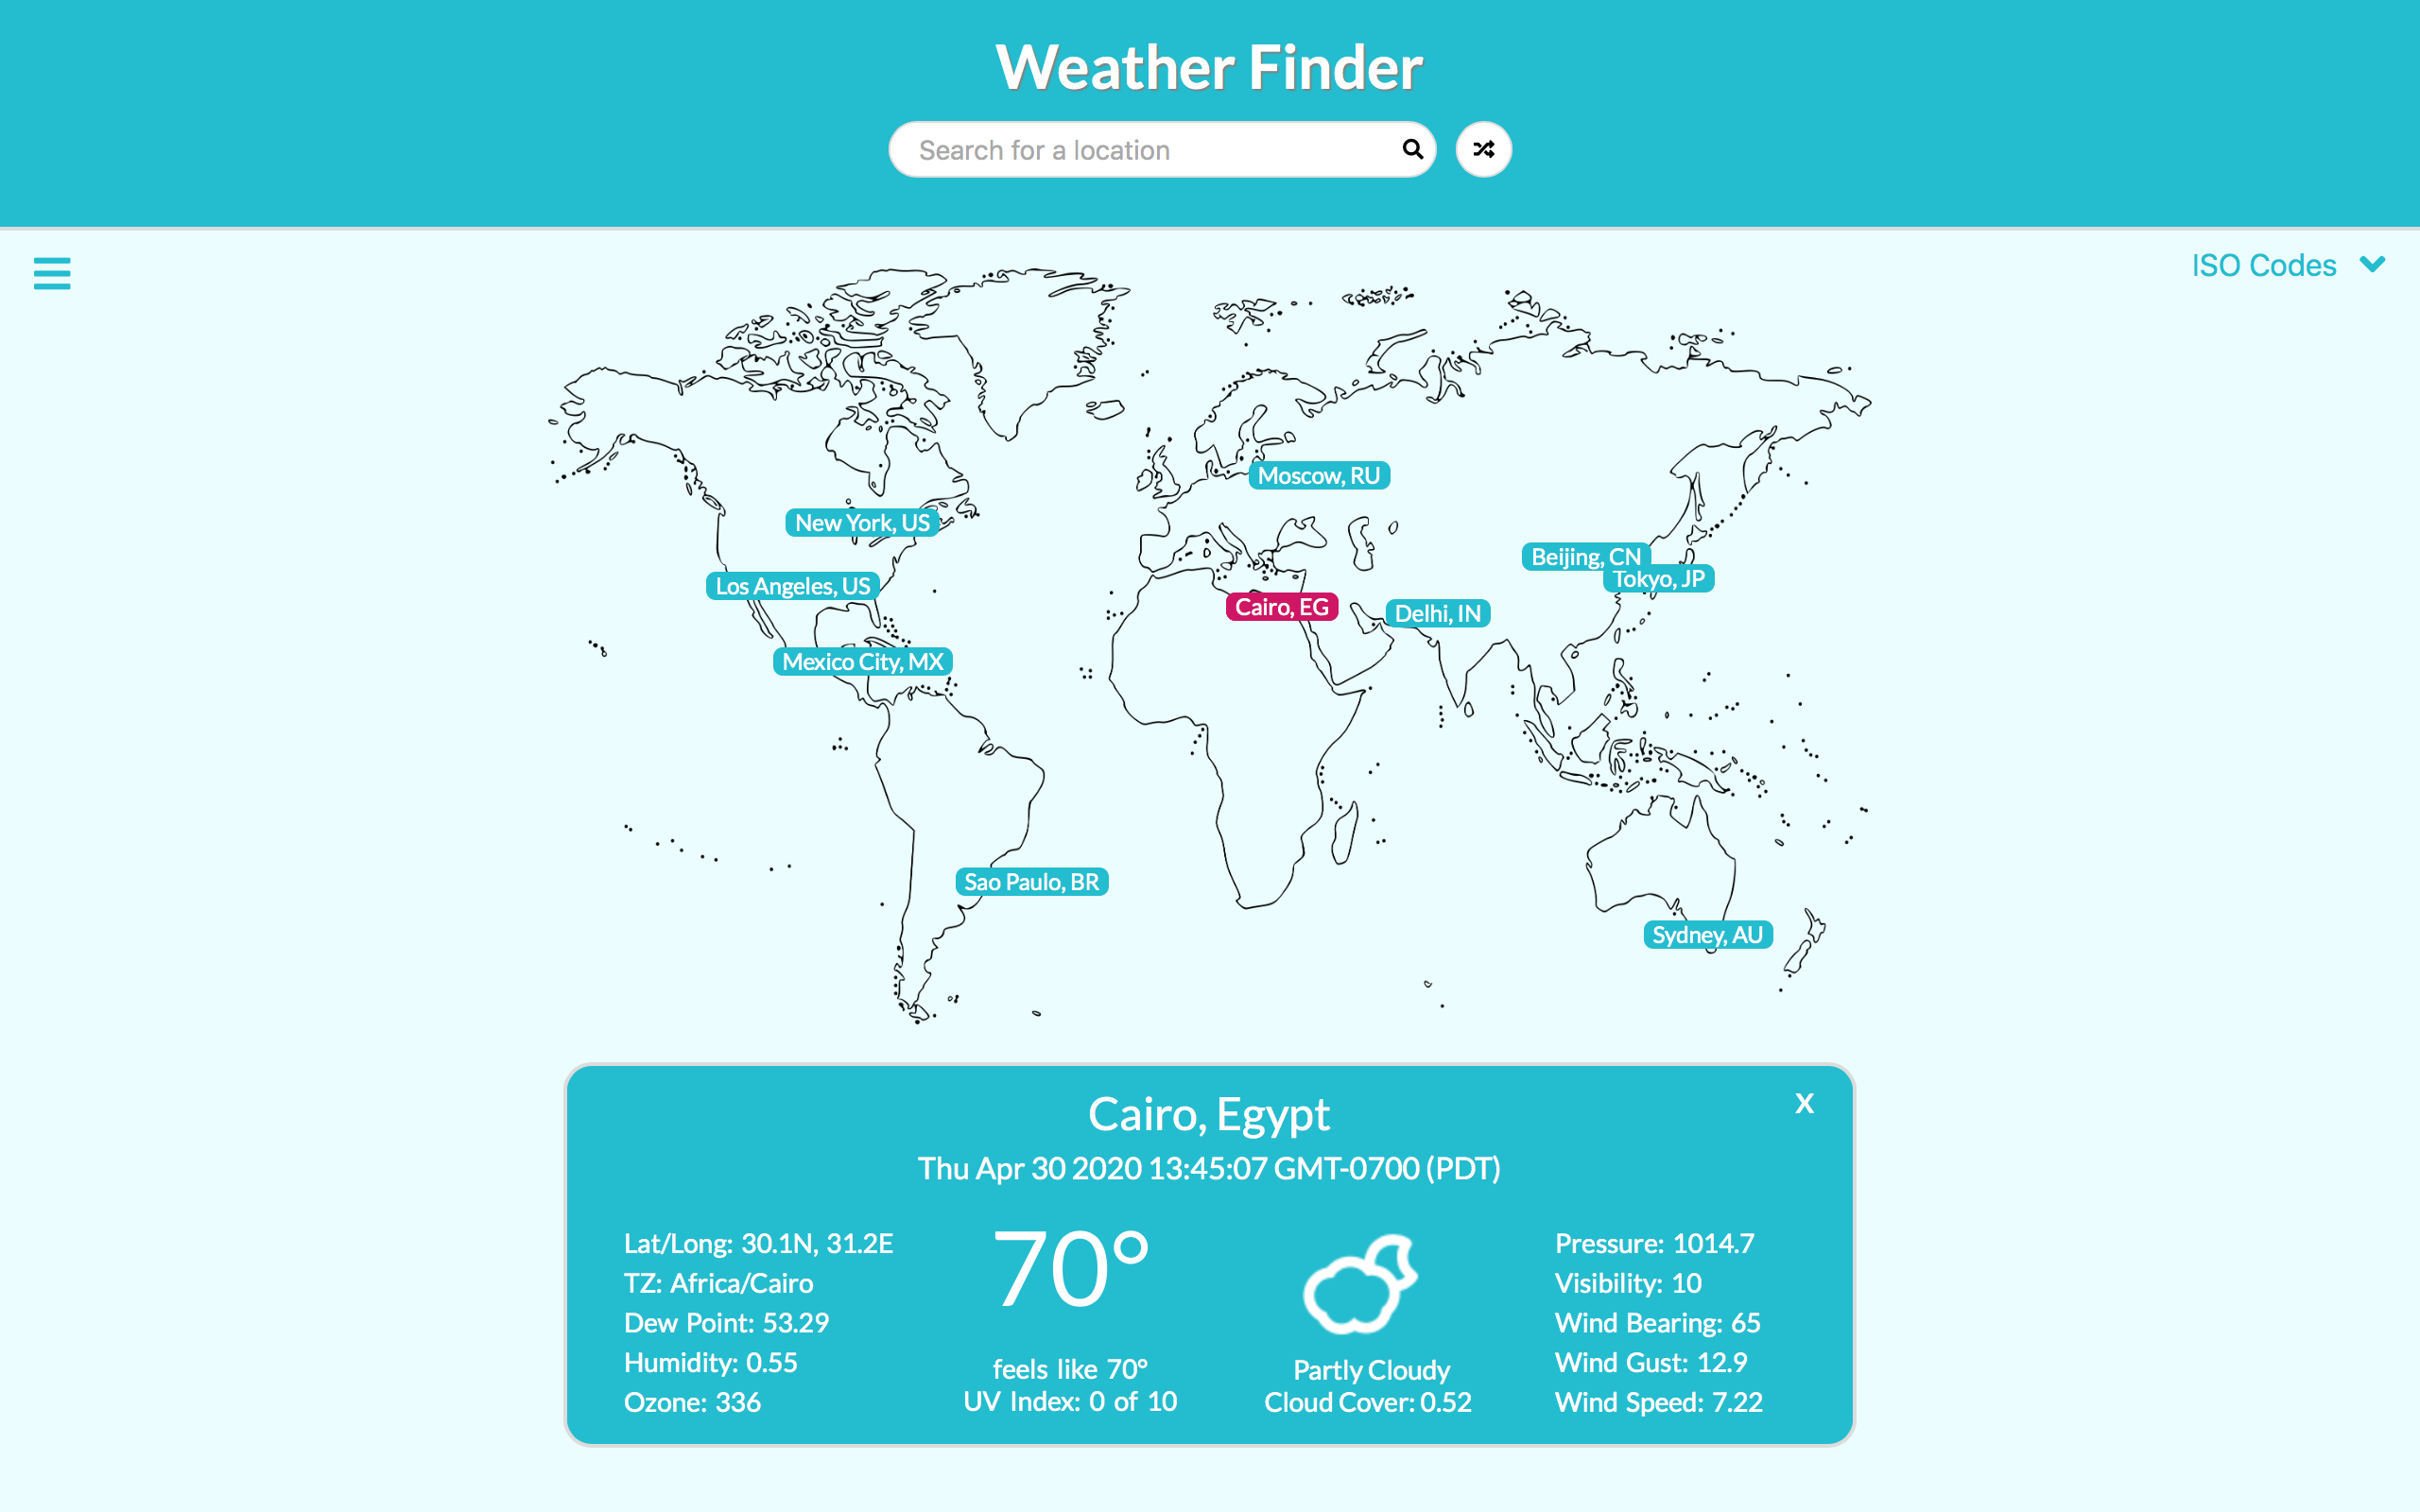 Weather Finder
Search for a location
ISO Codes
Moscow, RU
New York, US
Beijing, CN
Tokyo, JP
Los Angeles, US
Cairo, EG
Delhi, IN
Mexico City, MX
Sao Paulo, BR
Sydney, AU
X
Cairo, Egypt
Thu Apr 30 2020 13:45:07 GMT-0700 (PDT)
Lat/Long: 30.1N, 31.2E
TZ: Africa/Cairo
Dew Point: 53.29
Humidity: 0.55
Ozone: 336
70°
feels like 70°
UV Index: 0 of 10
Partly Cloudy
Cloud Cover: 0.52
Pressure: 1014.7
Visibility: 10
Wind Bearing: 65
Wind Gust: 12.9
Wind Speed: 7.22